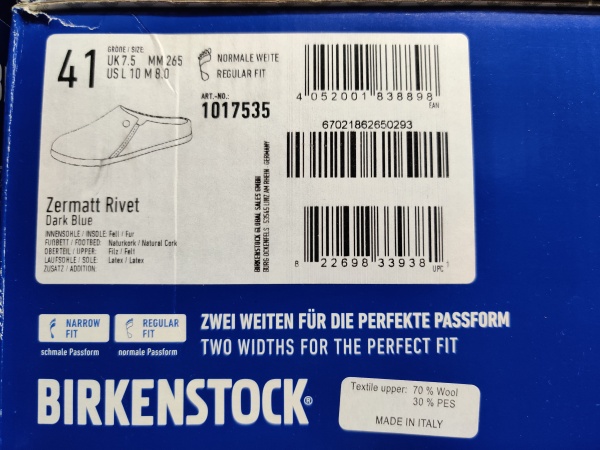 41
GRÖßE / SIZE:
UK 7.5 MM 265
US L 10 M 8.0
NORMALE WEITE
REGULAR FIT
ART.-NO.:
1017535
4 052001 838898
EAN
67021862650293
Zermatt Rivet
Dark Blue
INNENSOHLE / INSOLE: Fell / Fur
FUßBETT / FOOTBED: Naturkork / Natural Cork
OBERTEIL / UPPER: Filz / Felt
LAUFSOHLE / SOLE: Latex / Latex
ZUSATZ / ADDITION:
BIRKENSTOCK GLOBAL SALES GMBH
BURG OCKENFELS · 53545 LINZ AM RHEIN · GERMANY
8 22698 33938 1
UPC
NARROW FIT
schmale Passform
REGULAR FIT
normale Passform
ZWEI WEITEN FÜR DIE PERFEKTE PASSFORM
TWO WIDTHS FOR THE PERFECT FIT
BIRKENSTOCK®
Textile upper: 70 % Wool
30 % PES
MADE IN ITALY